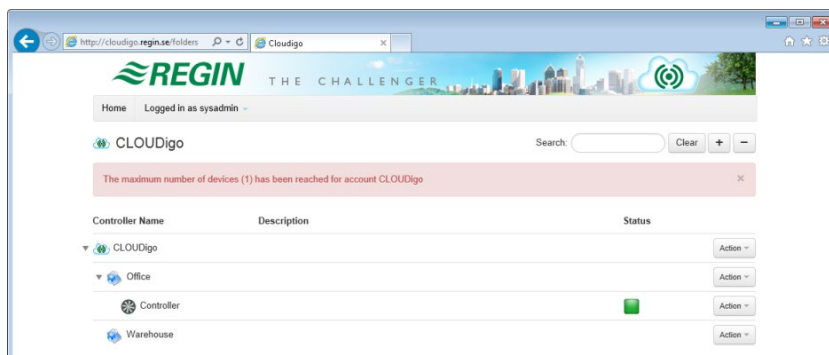 http://cloudigo.regin.se/folders
Cloudigo
REGIN THE CHALLENGER
Home Logged in as sysadmin
CLOUDigo Search: Clear + −
The maximum number of devices (1) has been reached for account CLOUDigo ×
Controller Name Description Status
CLOUDigo Action
Office Action
Controller Action
Warehouse Action